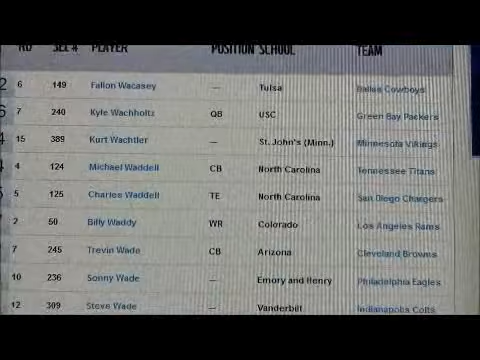 RD SEL # PLAYER POSITION SCHOOL TEAM
2 6 149 Fallon Wacasey — Tulsa Dallas Cowboys
6 7 240 Kyle Wachholtz QB USC Green Bay Packers
4 15 389 Kurt Wachtler — St. John's (Minn.) Minnesota Vikings
4 4 124 Michael Waddell CB North Carolina Tennessee Titans
5 125 Charles Waddell TE North Carolina San Diego Chargers
2 50 Billy Waddy WR Colorado Los Angeles Rams
7 245 Trevin Wade CB Arizona Cleveland Browns
10 236 Sonny Wade — Emory and Henry Philadelphia Eagles
12 309 Steve Wade — Vanderbilt Indianapolis Colts